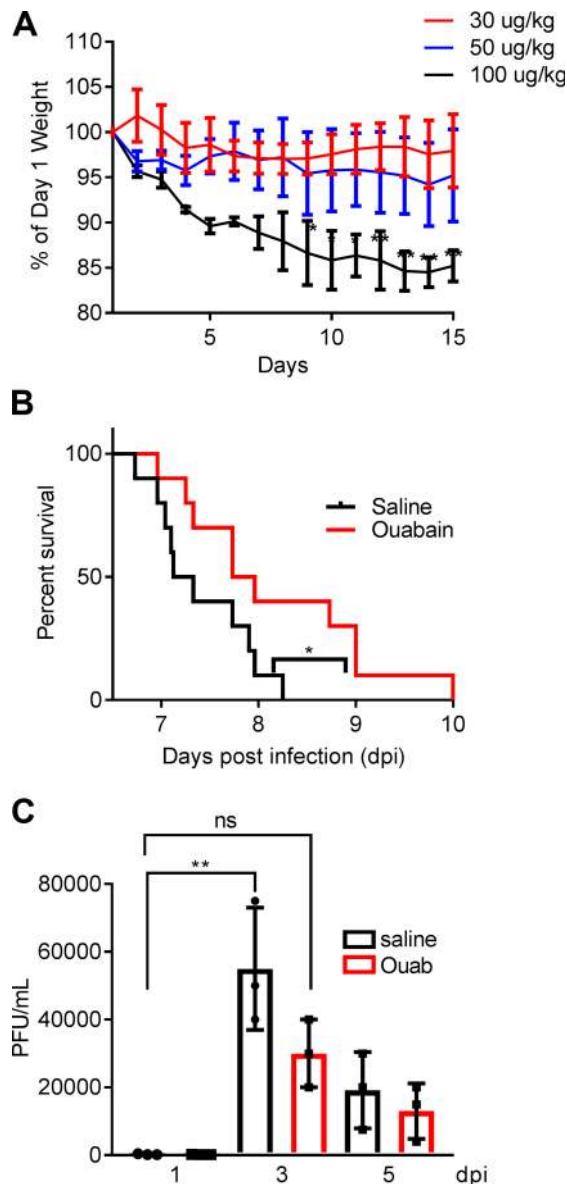 A
30 ug/kg
50 ug/kg
100 ug/kg
110
105
100
95
90
85
80
% of Day 1 Weight
* * * ** ** ** **
5 10 15
Days
B
100
50
0
Percent survival
Saline
Ouabain
*
7 8 9 10
Days post infection (dpi)
C
ns
**
80000
60000
40000
20000
0
PFU/mL
saline
Ouab
1 3 5 dpi